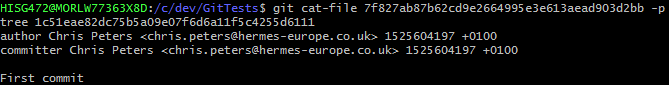 HISG472@MORLW77363X8D:/c/dev/GitTests$ git cat-file 7f827ab87b62cd9e2664995e3e613aead903d2bb -p
tree 1c51eae82dc75b5a09e07f6d6a11f5c4255d6111
author Chris Peters <chris.peters@hermes-europe.co.uk> 1525604197 +0100
committer Chris Peters <chris.peters@hermes-europe.co.uk> 1525604197 +0100
First commit